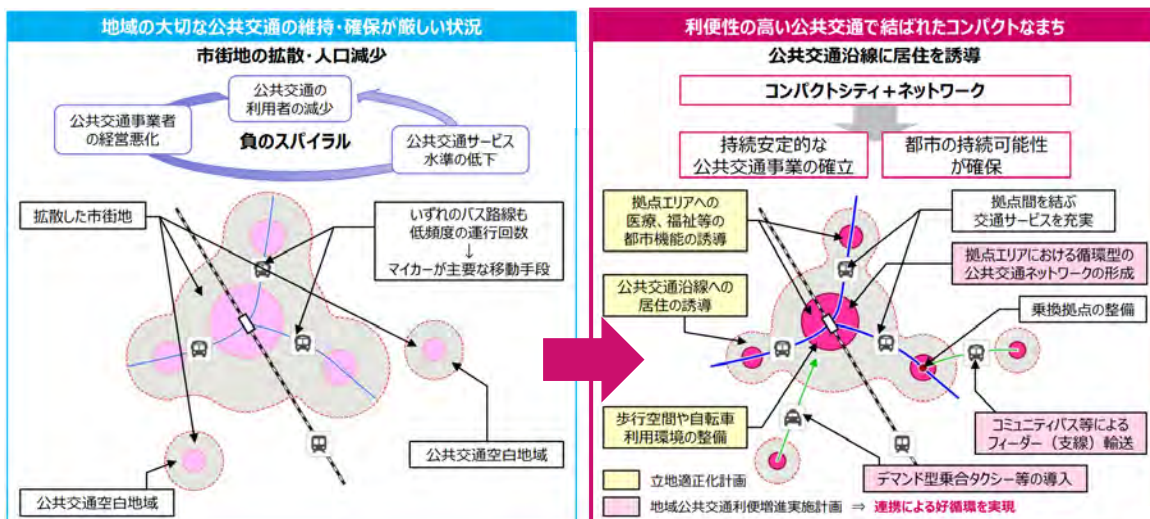 地域の大切な公共交通の維持・確保が厳しい状況
市街地の拡散・人口減少
公共交通の
利用者の減少
公共交通事業者
の経営悪化
負のスパイラル
公共交通サービス
水準の低下
拡散した市街地
いずれのバス路線も
低頻度の運行回数
↓
マイカーが主要な移動手段
公共交通空白地域
公共交通空白地域
利便性の高い公共交通で結ばれたコンパクトなまち
公共交通沿線に居住を誘導
コンパクトシティ+ネットワーク
持続安定的な
公共交通事業の確立
都市の持続可能性
が確保
拠点エリアへの
医療、福祉等の
都市機能の誘導
拠点間を結ぶ
交通サービスを充実
拠点エリアにおける循環型の
公共交通ネットワークの形成
公共交通沿線への
居住の誘導
乗換拠点の整備
歩行空間や自転車
利用環境の整備
コミュニティバス等による
フィーダー(支線)輸送
デマンド型乗合タクシー等の導入
立地適正化計画
地域公共交通利便増進実施計画 ⇒ 連携による好循環を実現